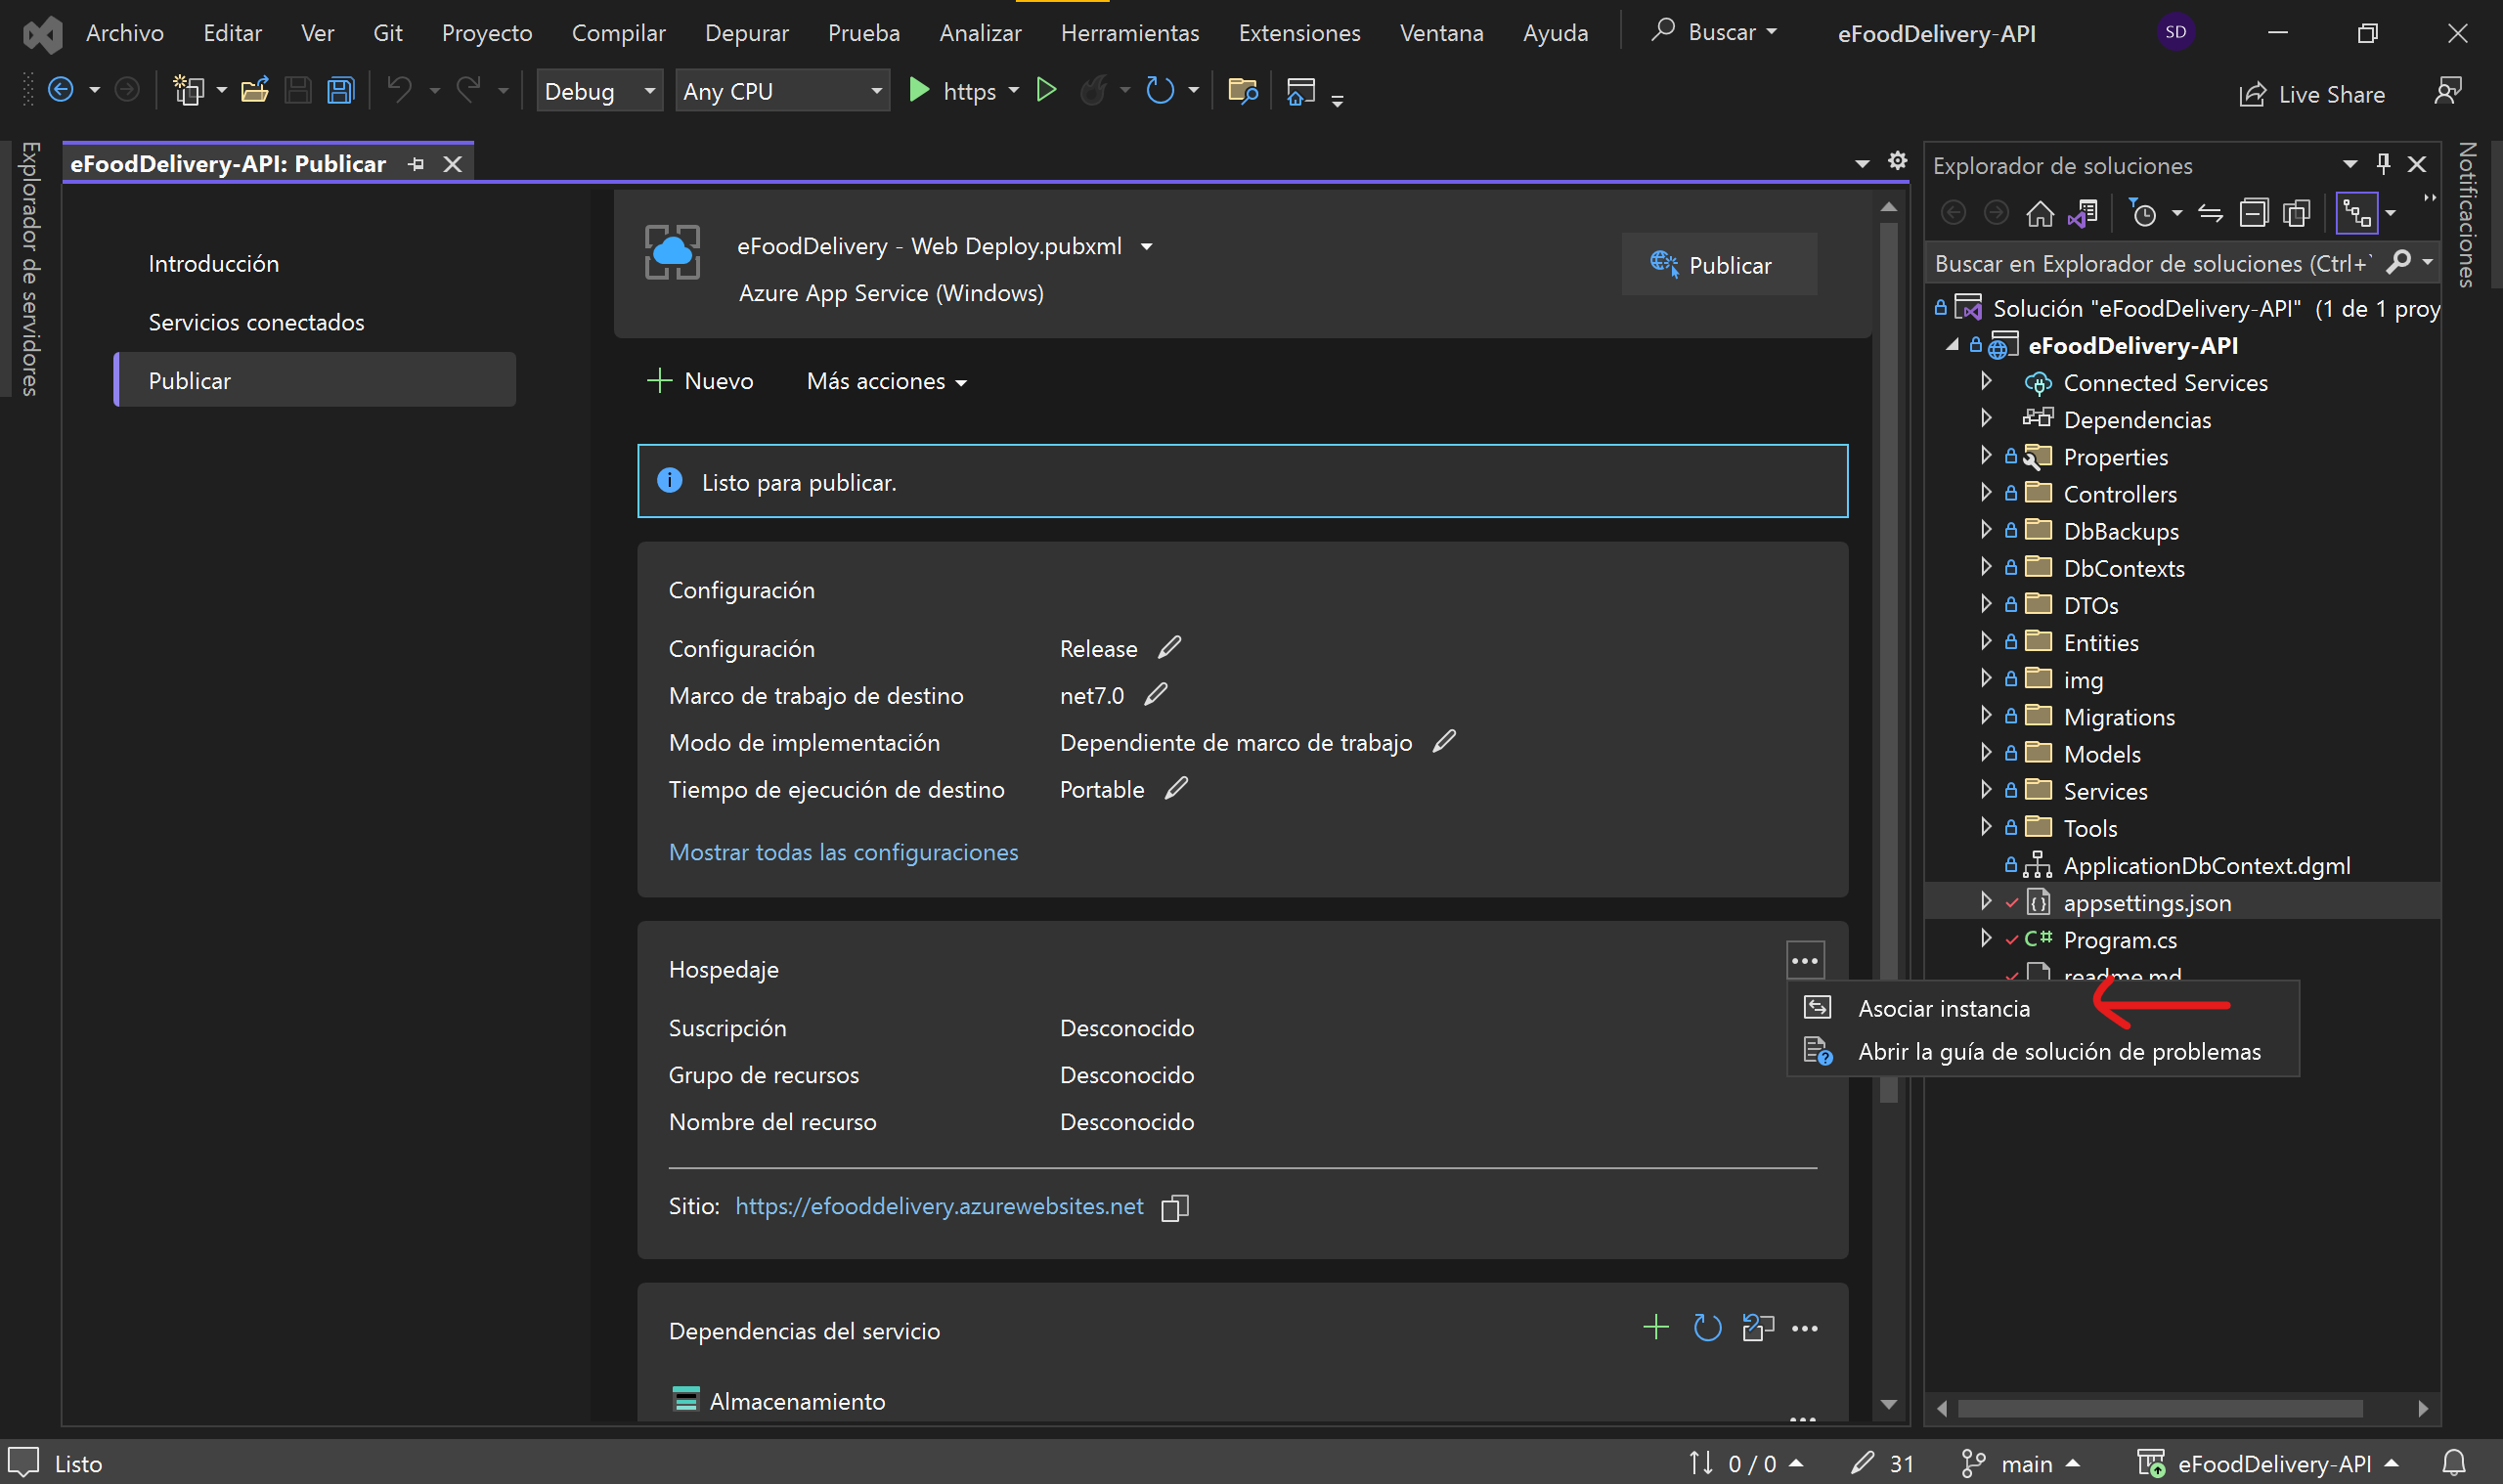 Archivo Editar Ver Git Proyecto Compilar Depurar Prueba Analizar Herramientas Extensiones Ventana Ayuda Buscar eFoodDelivery-API SD
Debug Any CPU https Live Share
Explorador de servidores
eFoodDelivery-API: Publicar
Introducción
Servicios conectados
Publicar
eFoodDelivery - Web Deploy.pubxml
Azure App Service (Windows)
Publicar
Nuevo Más acciones
Listo para publicar.
Configuración
Configuración Release
Marco de trabajo de destino net7.0
Modo de implementación Dependiente de marco de trabajo
Tiempo de ejecución de destino Portable
Mostrar todas las configuraciones
Hospedaje
Suscripción Desconocido
Grupo de recursos Desconocido
Nombre del recurso Desconocido
Sitio: https://efooddelivery.azurewebsites.net
Dependencias del servicio
Almacenamiento
Asociar instancia
Abrir la guía de solución de problemas
Explorador de soluciones
Buscar en Explorador de soluciones (Ctrl+
Solución "eFoodDelivery-API" (1 de 1 proy
eFoodDelivery-API
Connected Services
Dependencias
Properties
Controllers
DbBackups
DbContexts
DTOs
Entities
img
Migrations
Models
Services
Tools
ApplicationDbContext.dgml
appsettings.json
C# Program.cs
readme.md
Notificaciones
Listo 0 / 0 31 main eFoodDelivery-API